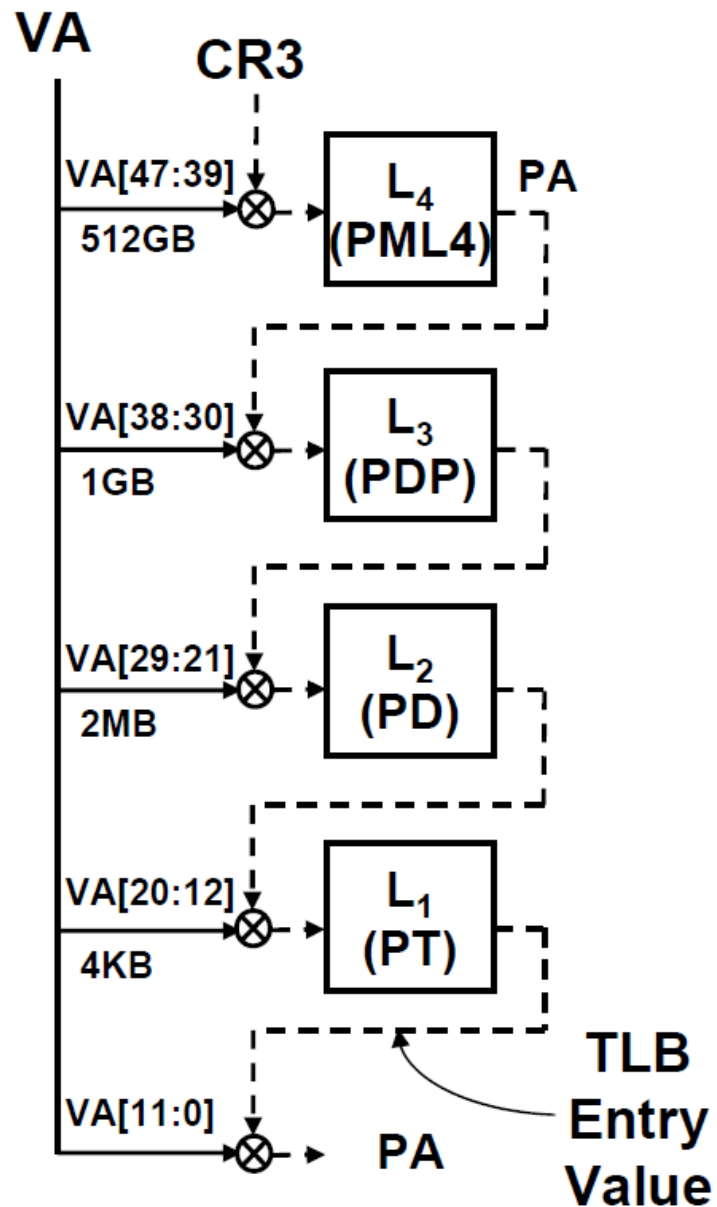 VA
CR3
VA[47:39]
512GB
L4
(PML4)
PA
VA[38:30]
1GB
L3
(PDP)
VA[29:21]
2MB
L2
(PD)
VA[20:12]
4KB
L1
(PT)
VA[11:0]
PA
TLB
Entry
Value